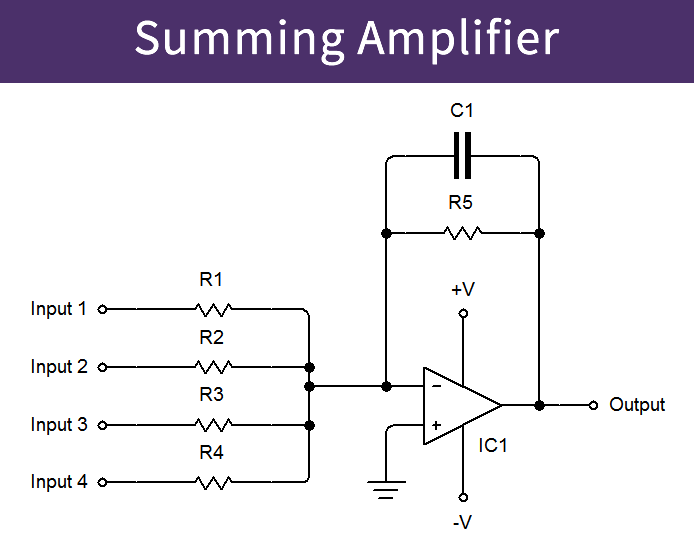 Summing Amplifier
C1
R5
+V
R1
Input 1
R2
Input 2
R3
Input 3
R4
Input 4
−
+
IC1
Output
-V